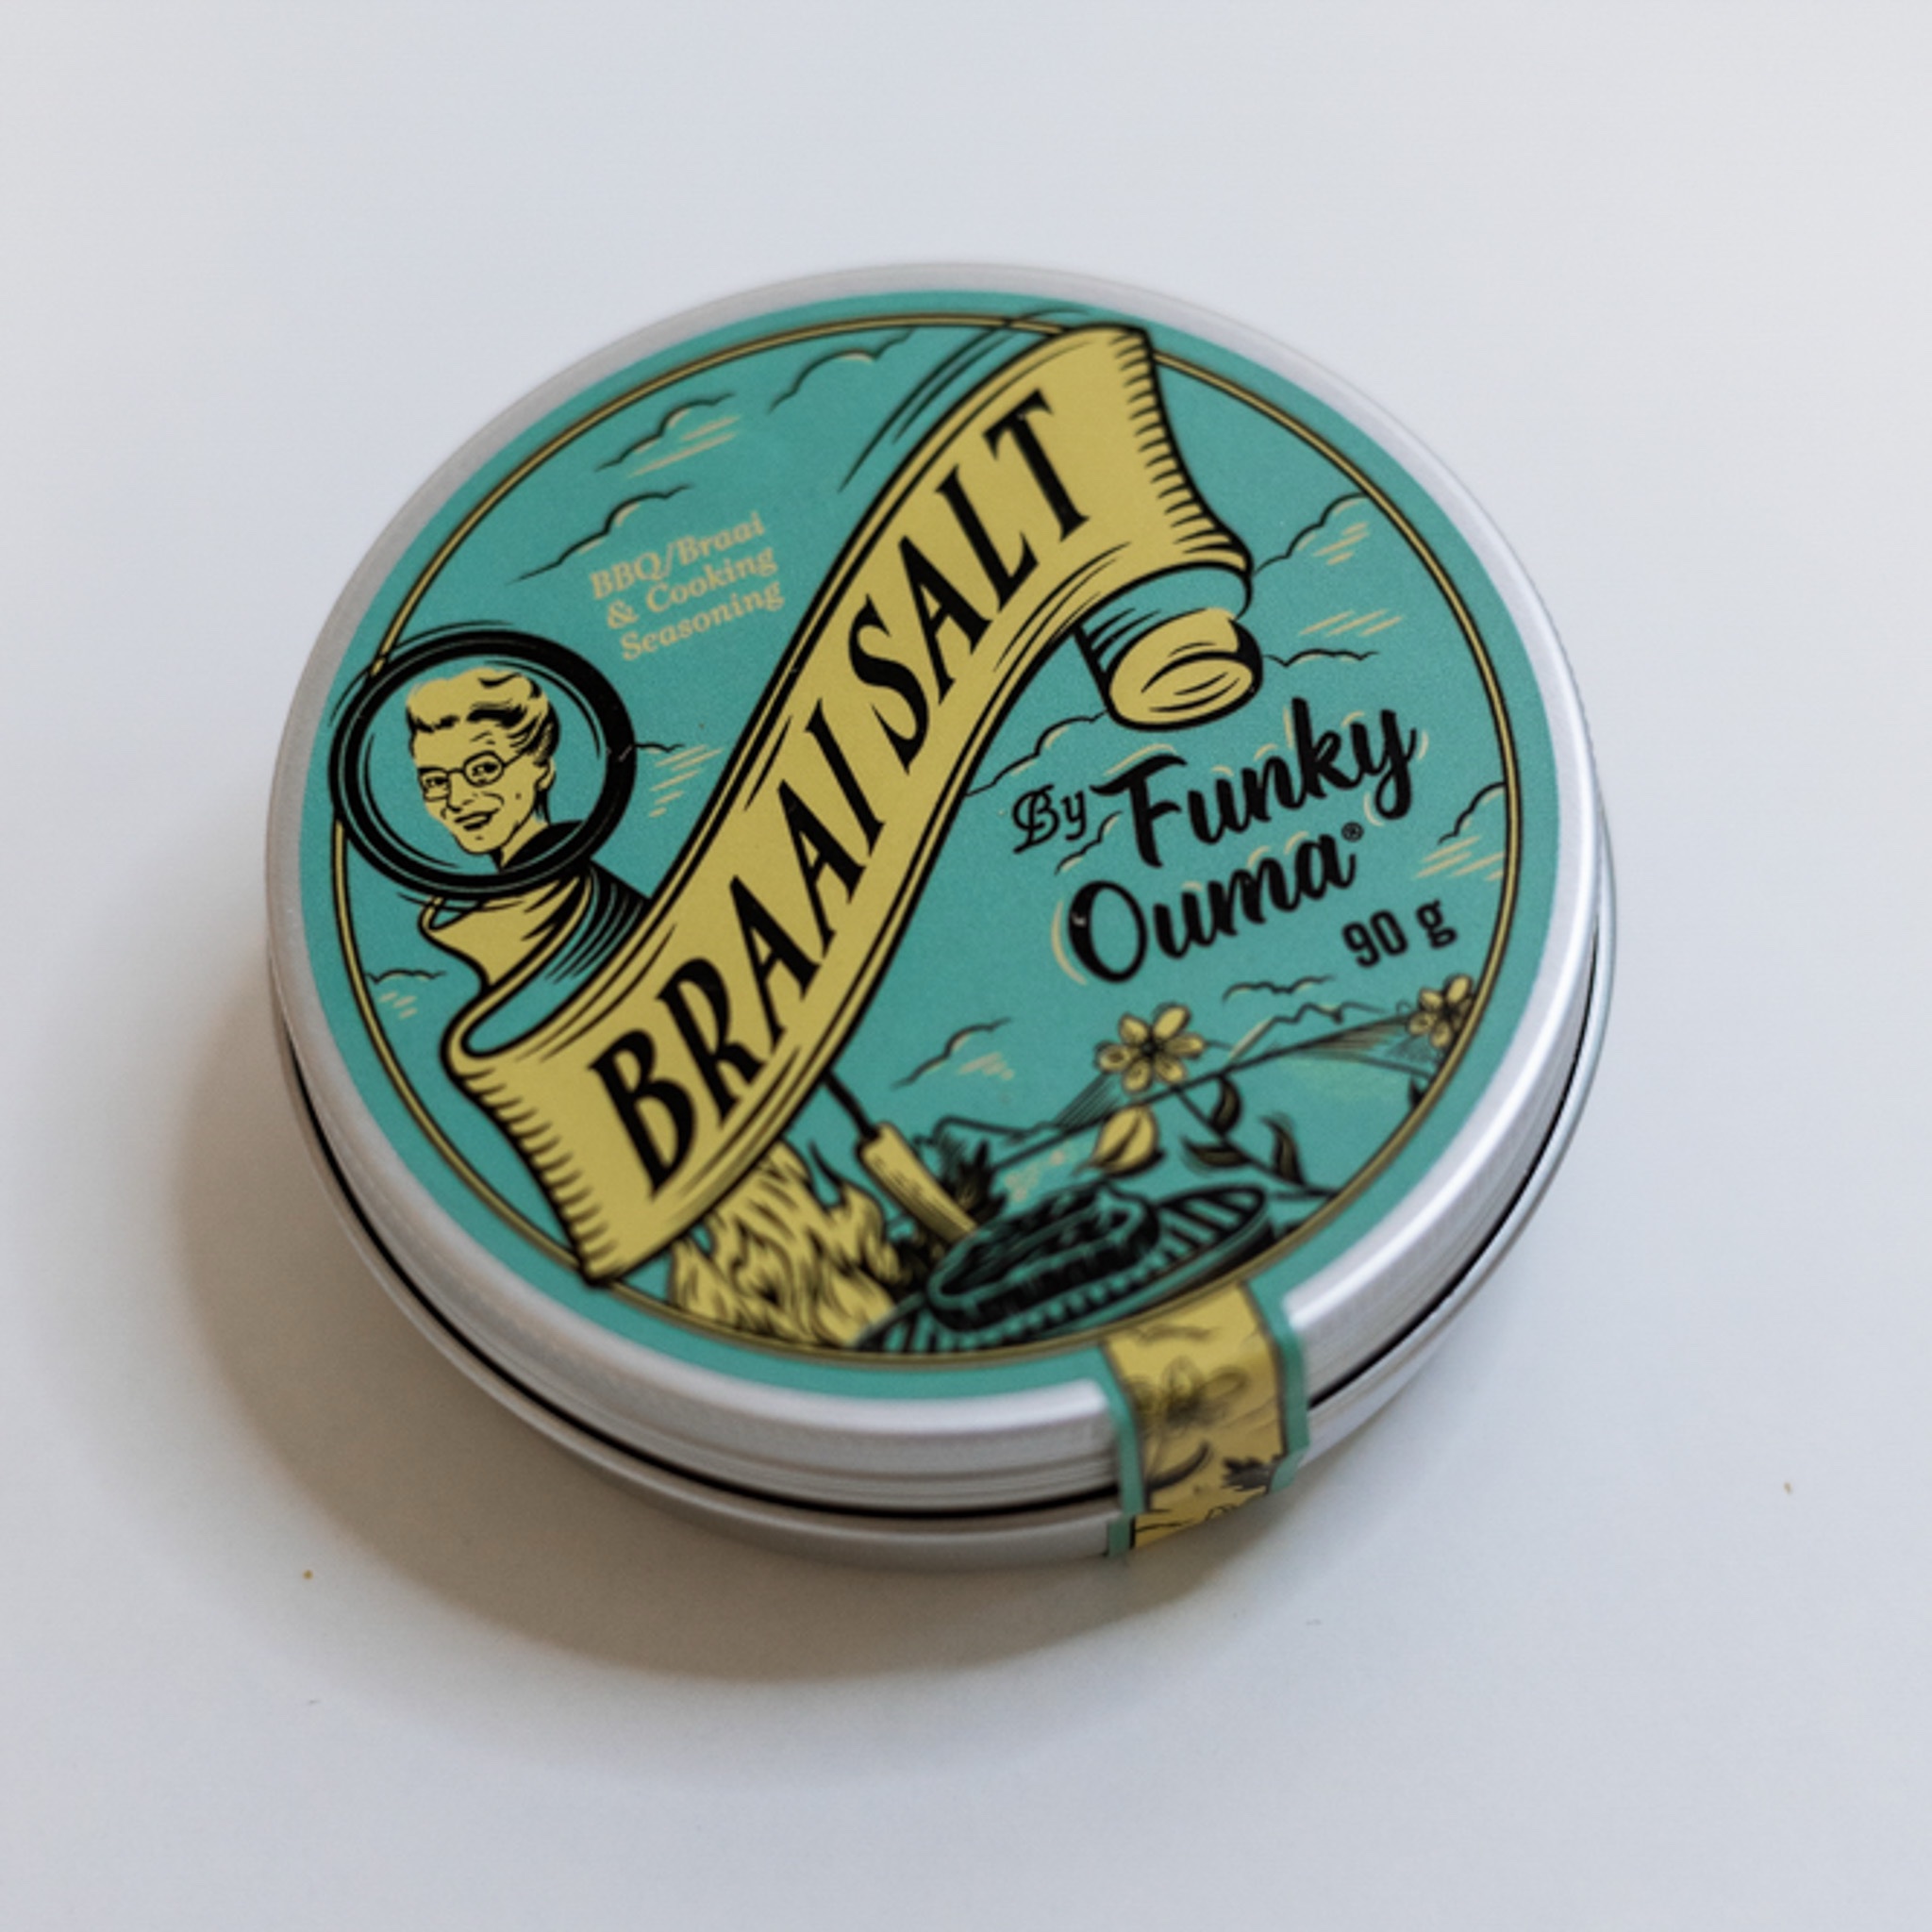 BBQ/Braai
& Cooking
Seasoning
BRAAI SALT
By Funky
Ouma®
90 g